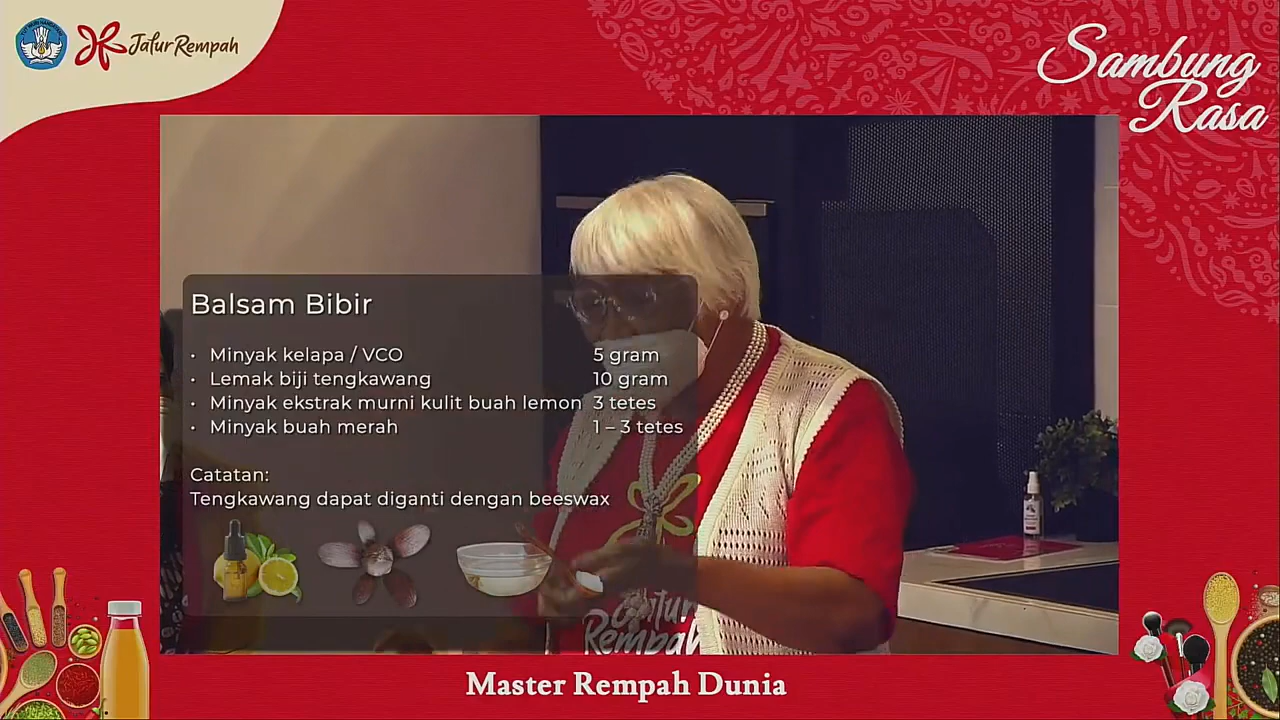 Jalur Rempah
Sambung
Rasa
Balsam Bibir
• Minyak kelapa / VCO 5 gram
• Lemak biji tengkawang 10 gram
• Minyak ekstrak murni kulit buah lemon 3 tetes
• Minyak buah merah 1 – 3 tetes
Catatan:
Tengkawang dapat diganti dengan beeswax
Jalur
Rempah
Master Rempah Dunia